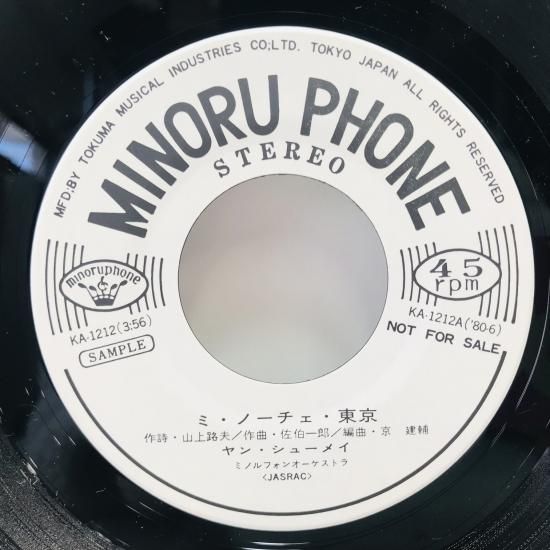 MFD; BY TOKUMA MUSICAL INDUSTRIES CO;LTD. TOKYO JAPAN ALL RIGHTS RESERVED
MINORU PHONE
STEREO
minoruphone
KA-1212(3:56)
SAMPLE
45
rpm
KA-1212A('80·6)
NOT FOR SALE
ミ・ノーチェ・東京
作詩・山上路夫/作曲・佐伯一郎/編曲・京 建輔
ヤン・シューメイ
ミノルフォンオーケストラ
<JASRAC>